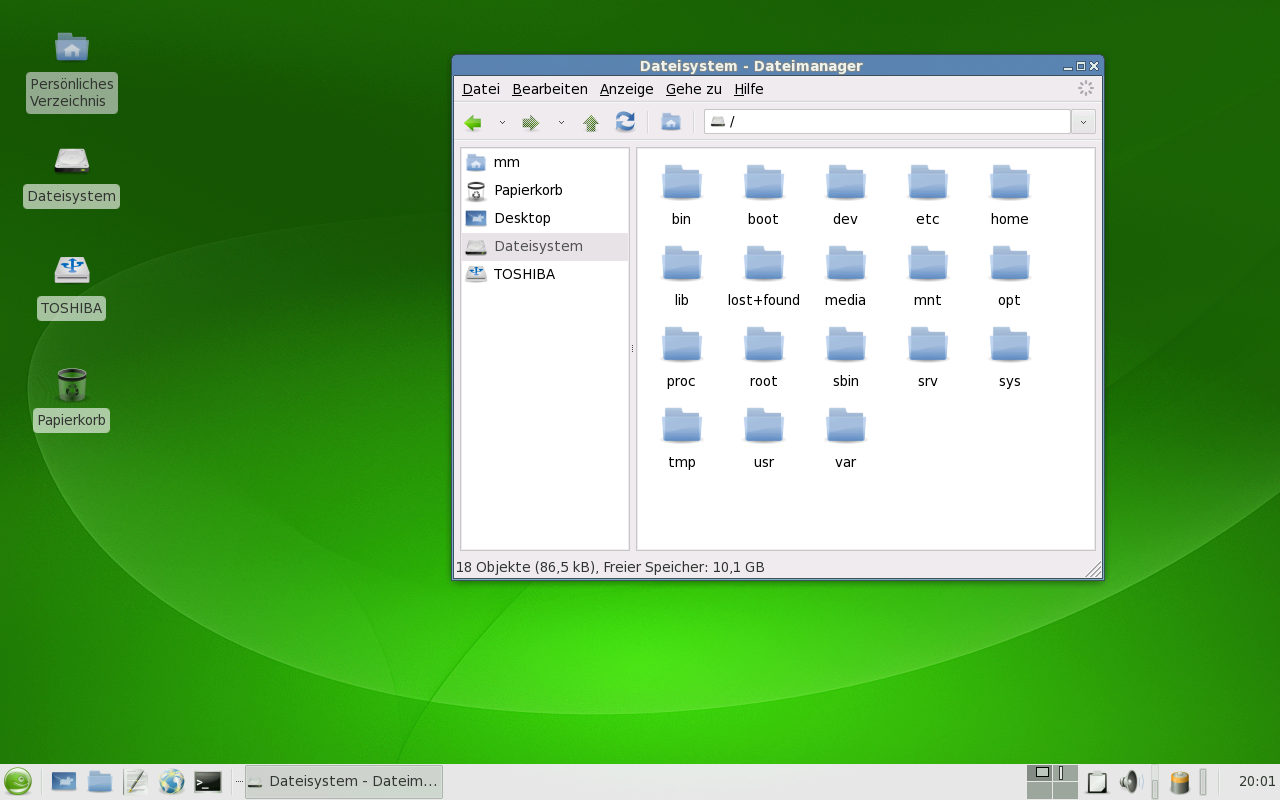 Persönliches
Verzeichnis
Dateisystem
TOSHIBA
Papierkorb
Dateisystem - Dateimanager
Datei Bearbeiten Anzeige Gehe zu Hilfe
/
mm
Papierkorb
Desktop
Dateisystem
TOSHIBA
bin boot dev etc home
lib lost+found media mnt opt
proc root sbin srv sys
tmp usr var
18 Objekte (86,5 kB), Freier Speicher: 10,1 GB
Dateisystem - Dateim...
20:01